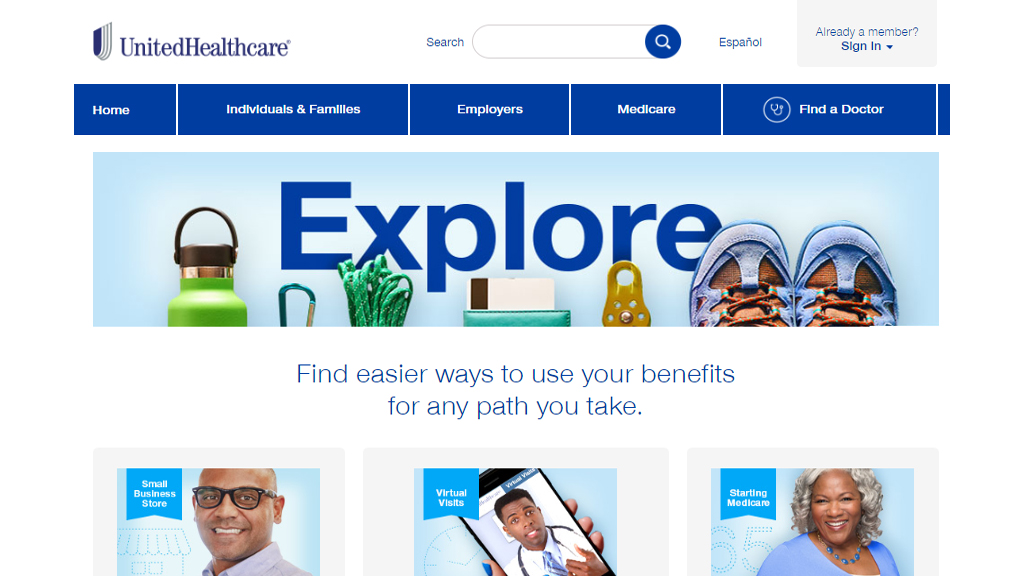 UnitedHealthcare®
Search
Español
Already a member?
Sign In
Home
Individuals & Families
Employers
Medicare
Find a Doctor
Explore
Find easier ways to use your benefits
for any path you take.
Small
Business
Store
Virtual
Visits
Virtual Visits
Starting
Medicare
65